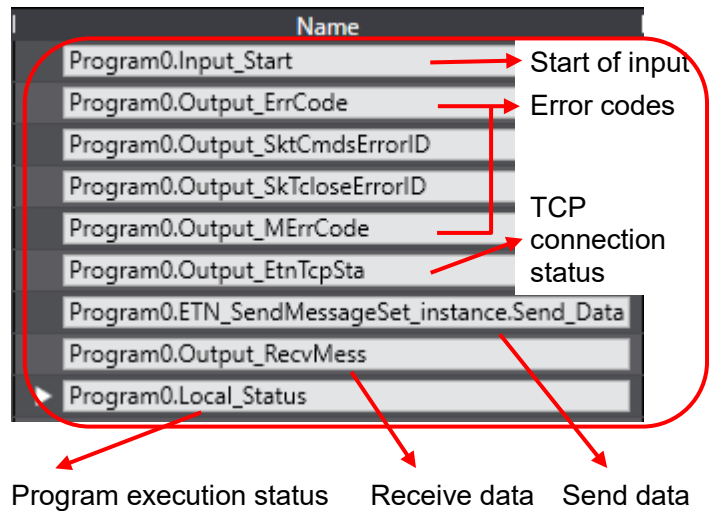 Name
Program0.Input_Start
Start of input
Program0.Output_ErrCode
Error codes
Program0.Output_SktCmdsErrorID
Program0.Output_SkTcloseErrorID
Program0.Output_MErrCode
Program0.Output_EtnTcpSta
TCP
connection
status
Program0.ETN_SendMessageSet_instance.Send_Data
Program0.Output_RecvMess
Program0.Local_Status
Program execution status
Receive data
Send data